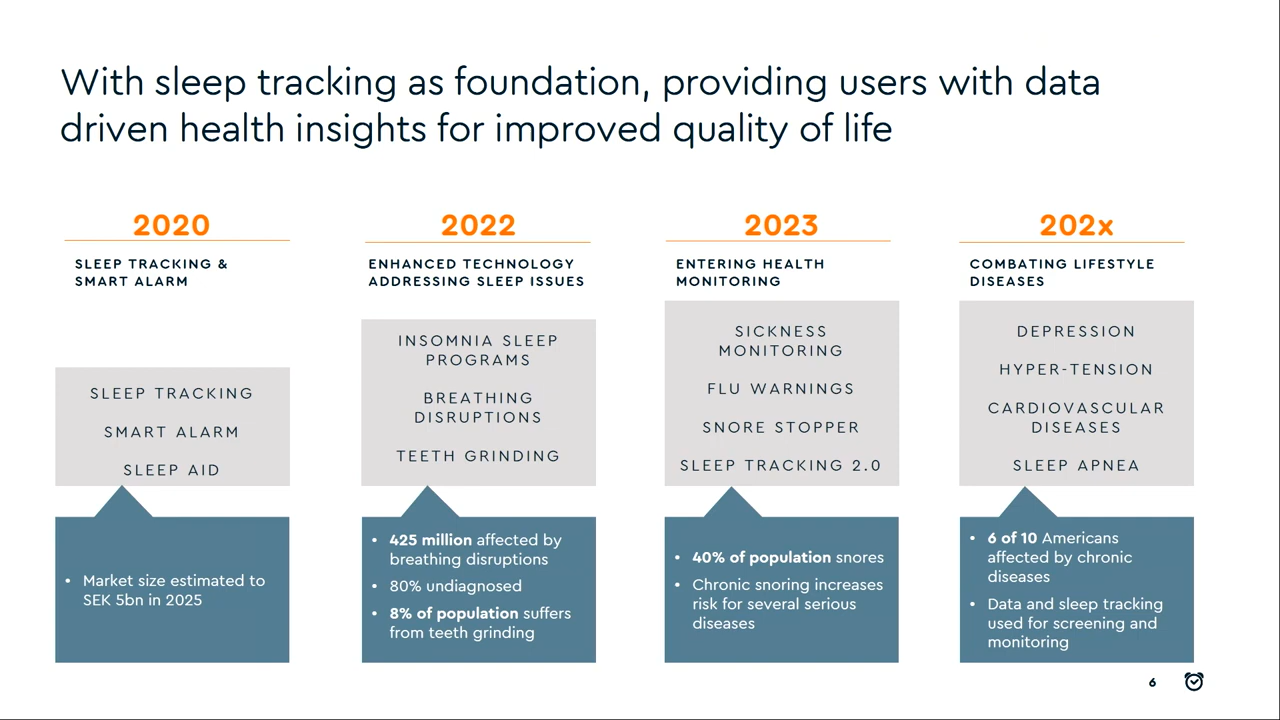 With sleep tracking as foundation, providing users with data
driven health insights for improved quality of life
2020
SLEEP TRACKING &
SMART ALARM
SLEEP TRACKING
SMART ALARM
SLEEP AID
• Market size estimated to
SEK 5bn in 2025
2022
ENHANCED TECHNOLOGY
ADDRESSING SLEEP ISSUES
INSOMNIA SLEEP
PROGRAMS
BREATHING
DISRUPTIONS
TEETH GRINDING
• 425 million affected by
breathing disruptions
• 80% undiagnosed
• 8% of population suffers
from teeth grinding
2023
ENTERING HEALTH
MONITORING
SICKNESS
MONITORING
FLU WARNINGS
SNORE STOPPER
SLEEP TRACKING 2.0
• 40% of population snores
• Chronic snoring increases
risk for several serious
diseases
202x
COMBATING LIFESTYLE
DISEASES
DEPRESSION
HYPER-TENSION
CARDIOVASCULAR
DISEASES
SLEEP APNEA
• 6 of 10 Americans
affected by chronic
diseases
• Data and sleep tracking
used for screening and
monitoring
6